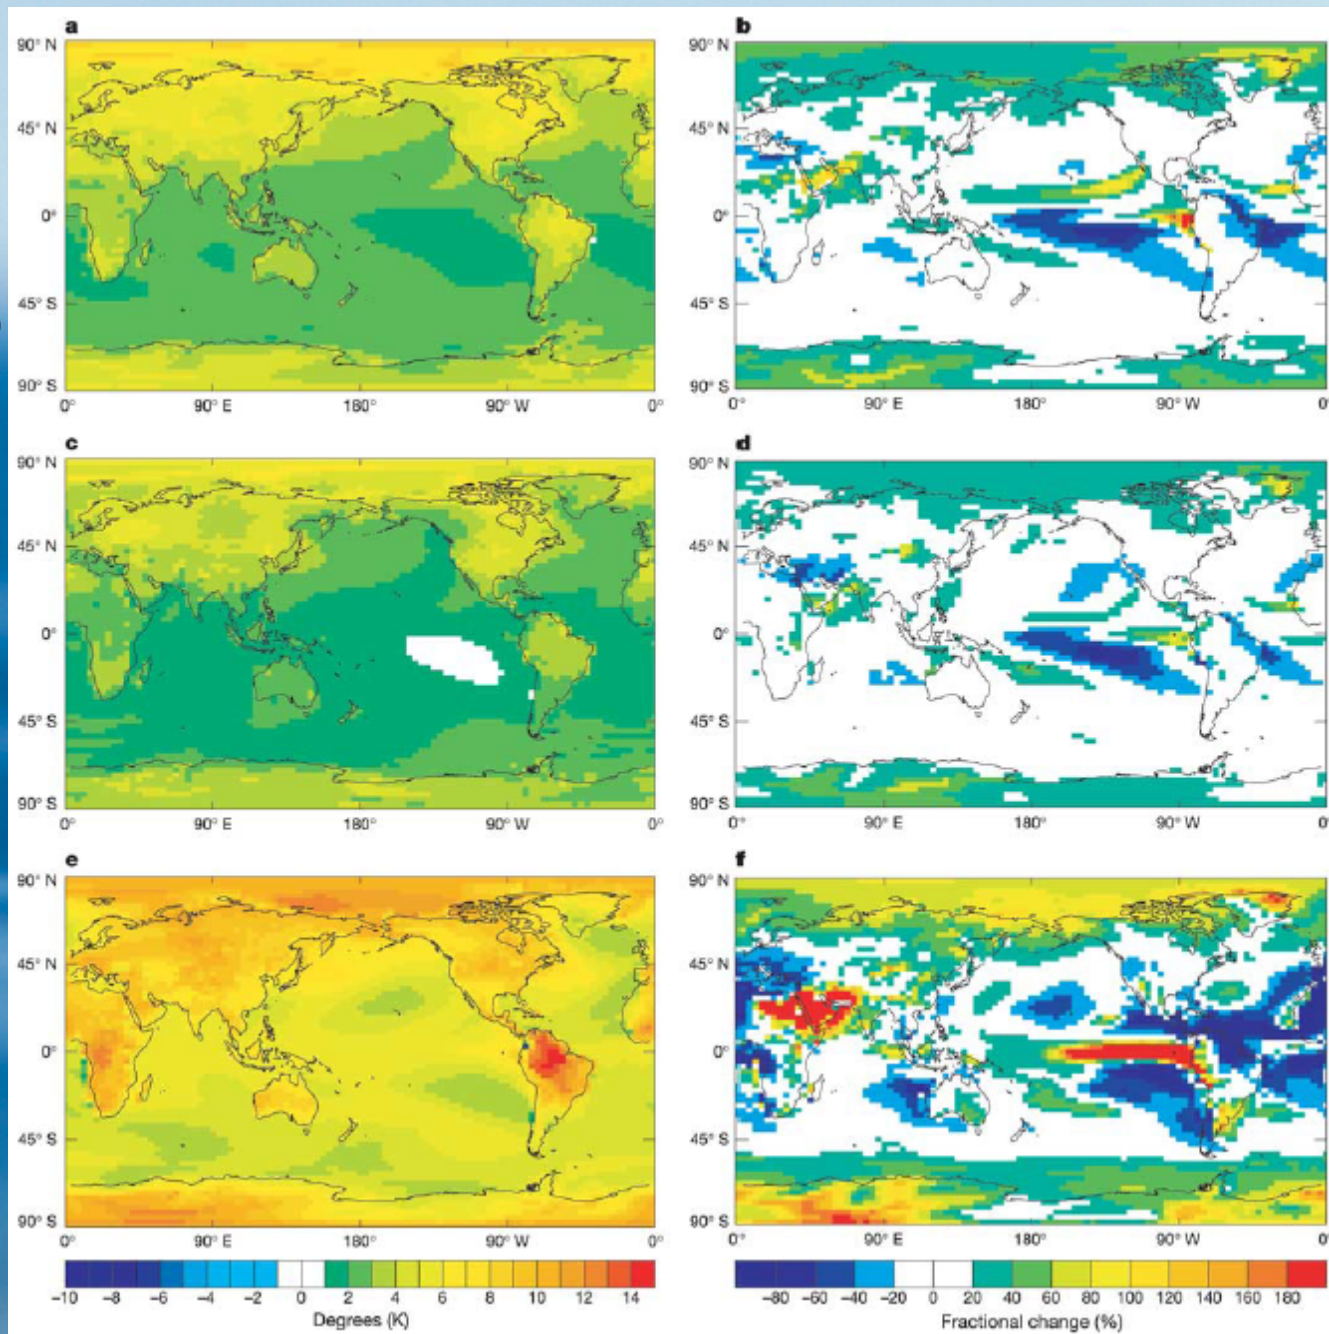 a b
90° N 90° N
45° N 45° N
0° 0°
45° S 45° S
90° S 90° S
0° 90° E 180° 90° W 0° 0° 90° E 180° 90° W 0°
c d
90° N 90° N
45° N 45° N
0° 0°
45° S 45° S
90° S 90° S
0° 90° E 180° 90° W 0° 0° 90° E 180° 90° W 0°
e f
90° N 90° N
45° N 45° N
0° 0°
45° S 45° S
90° S 90° S
0° 90° E 180° 90° W 0° 0° 90° E 180° 90° W 0°
−10 −8 −6 −4 −2 0 2 4 6 8 10 12 14 −80 −60 −40 −20 0 20 40 60 80 100 120 140 160 180
Degrees (K) Fractional change (%)